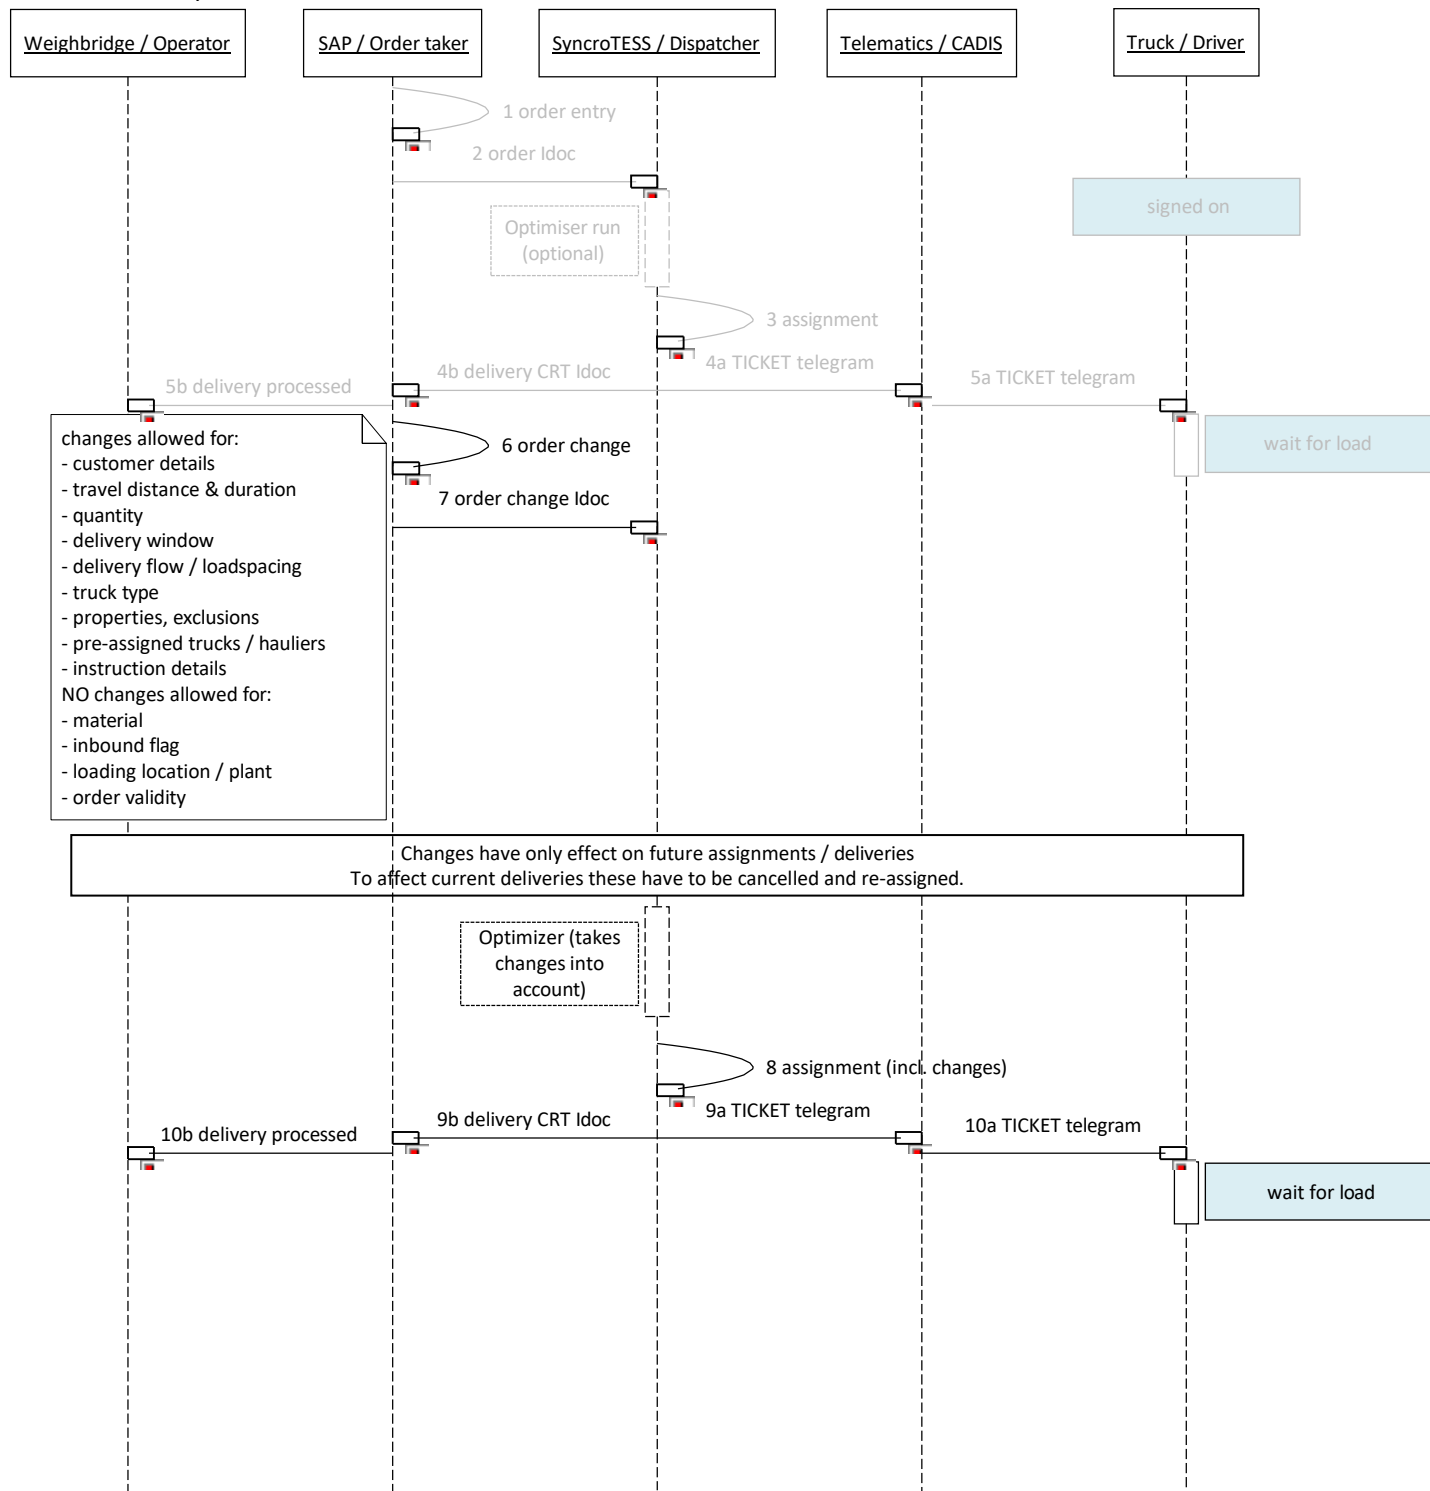 Weighbridge / Operator
SAP / Order taker
SyncroTESS / Dispatcher
Telematics / CADIS
Truck / Driver
1 order entry
2 order Idoc
signed on
Optimiser run
(optional)
3 assignment
4a TICKET telegram
4b delivery CRT Idoc
5a TICKET telegram
5b delivery processed
wait for load
changes allowed for:
- customer details
- travel distance & duration
- quantity
- delivery window
- delivery flow / loadspacing
- truck type
- properties, exclusions
- pre-assigned trucks / hauliers
- instruction details
NO changes allowed for:
- material
- inbound flag
- loading location / plant
- order validity
6 order change
7 order change Idoc
Changes have only effect on future assignments / deliveries
To affect current deliveries these have to be cancelled and re-assigned.
Optimizer (takes
changes into
account)
8 assignment (incl. changes)
9a TICKET telegram
9b delivery CRT Idoc
10a TICKET telegram
10b delivery processed
wait for load